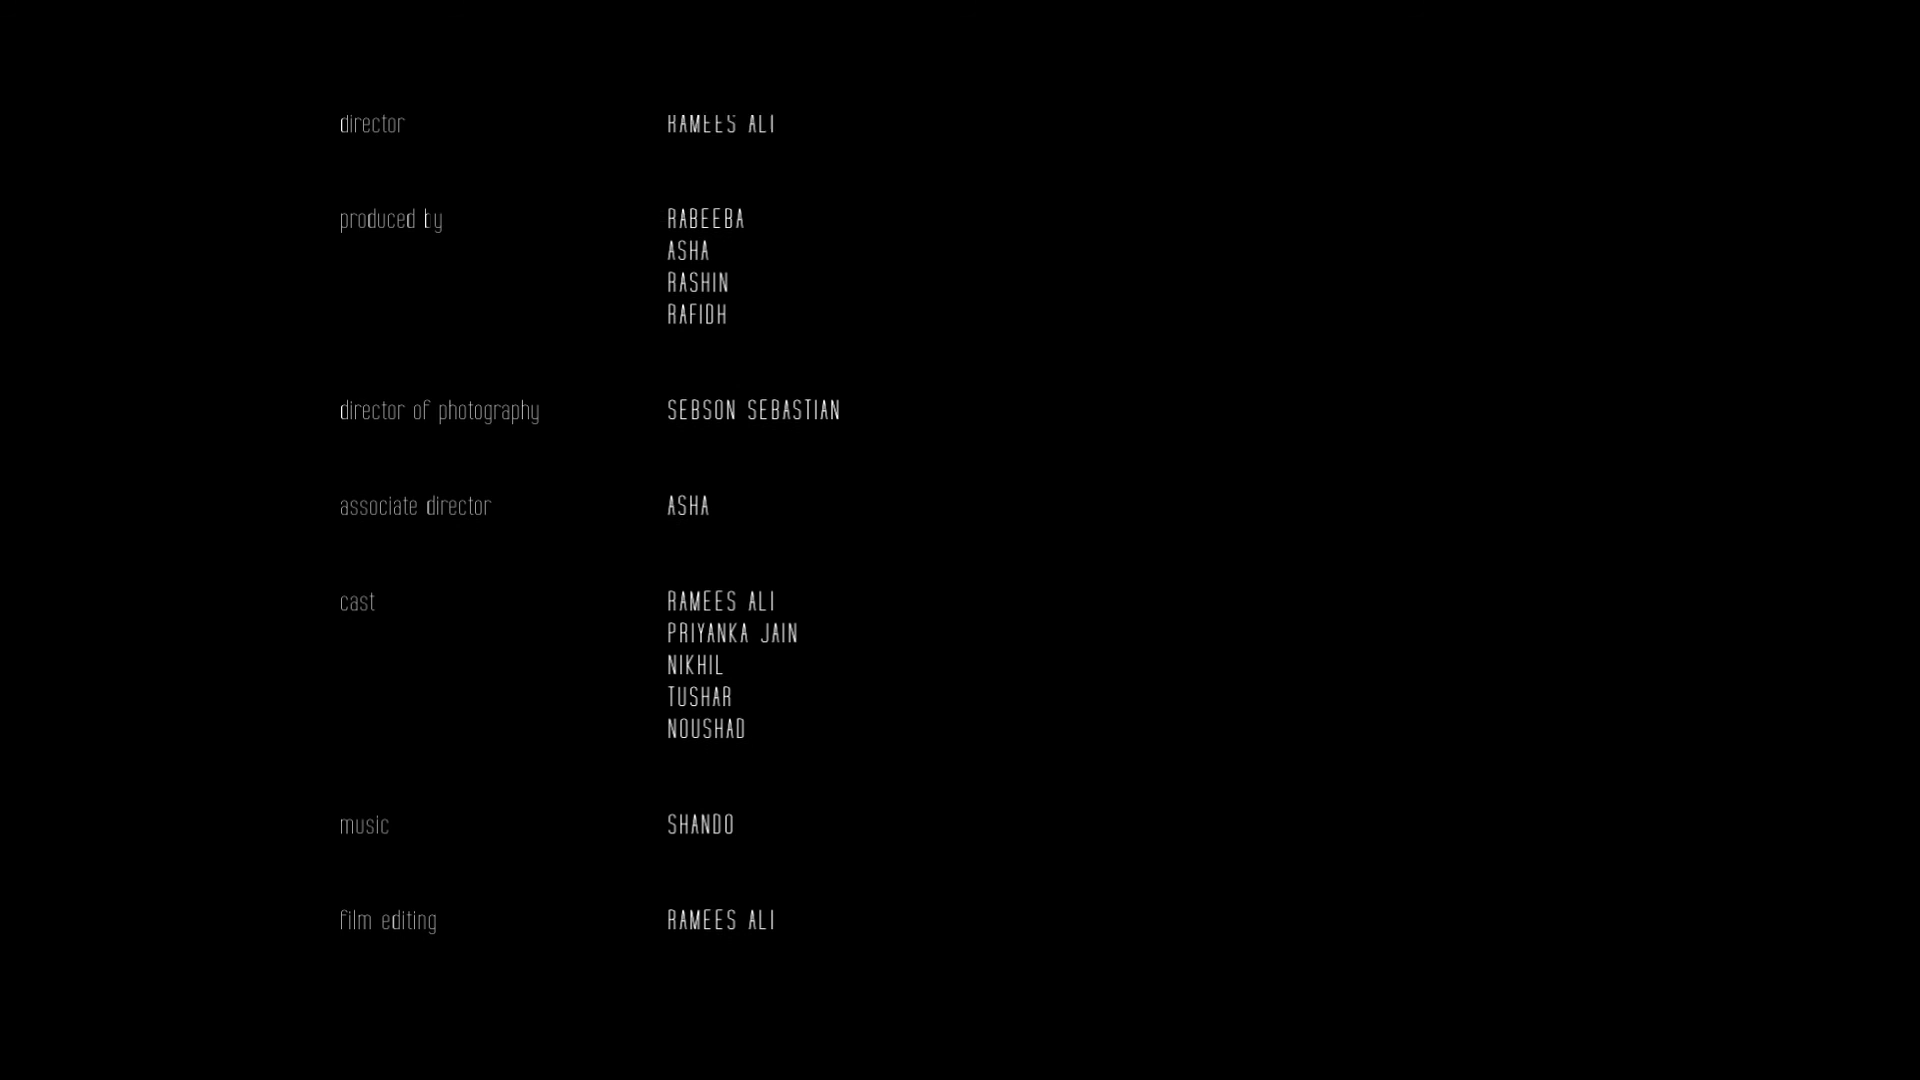 director RAMEES ALI
produced by RABEEBA
ASHA
RASHIN
RAFIDH
director of photography SEBSON SEBASTIAN
associate director ASHA
cast RAMEES ALI
PRIYANKA JAIN
NIKHIL
TUSHAR
NOUSHAD
music SHANDO
film editing RAMEES ALI